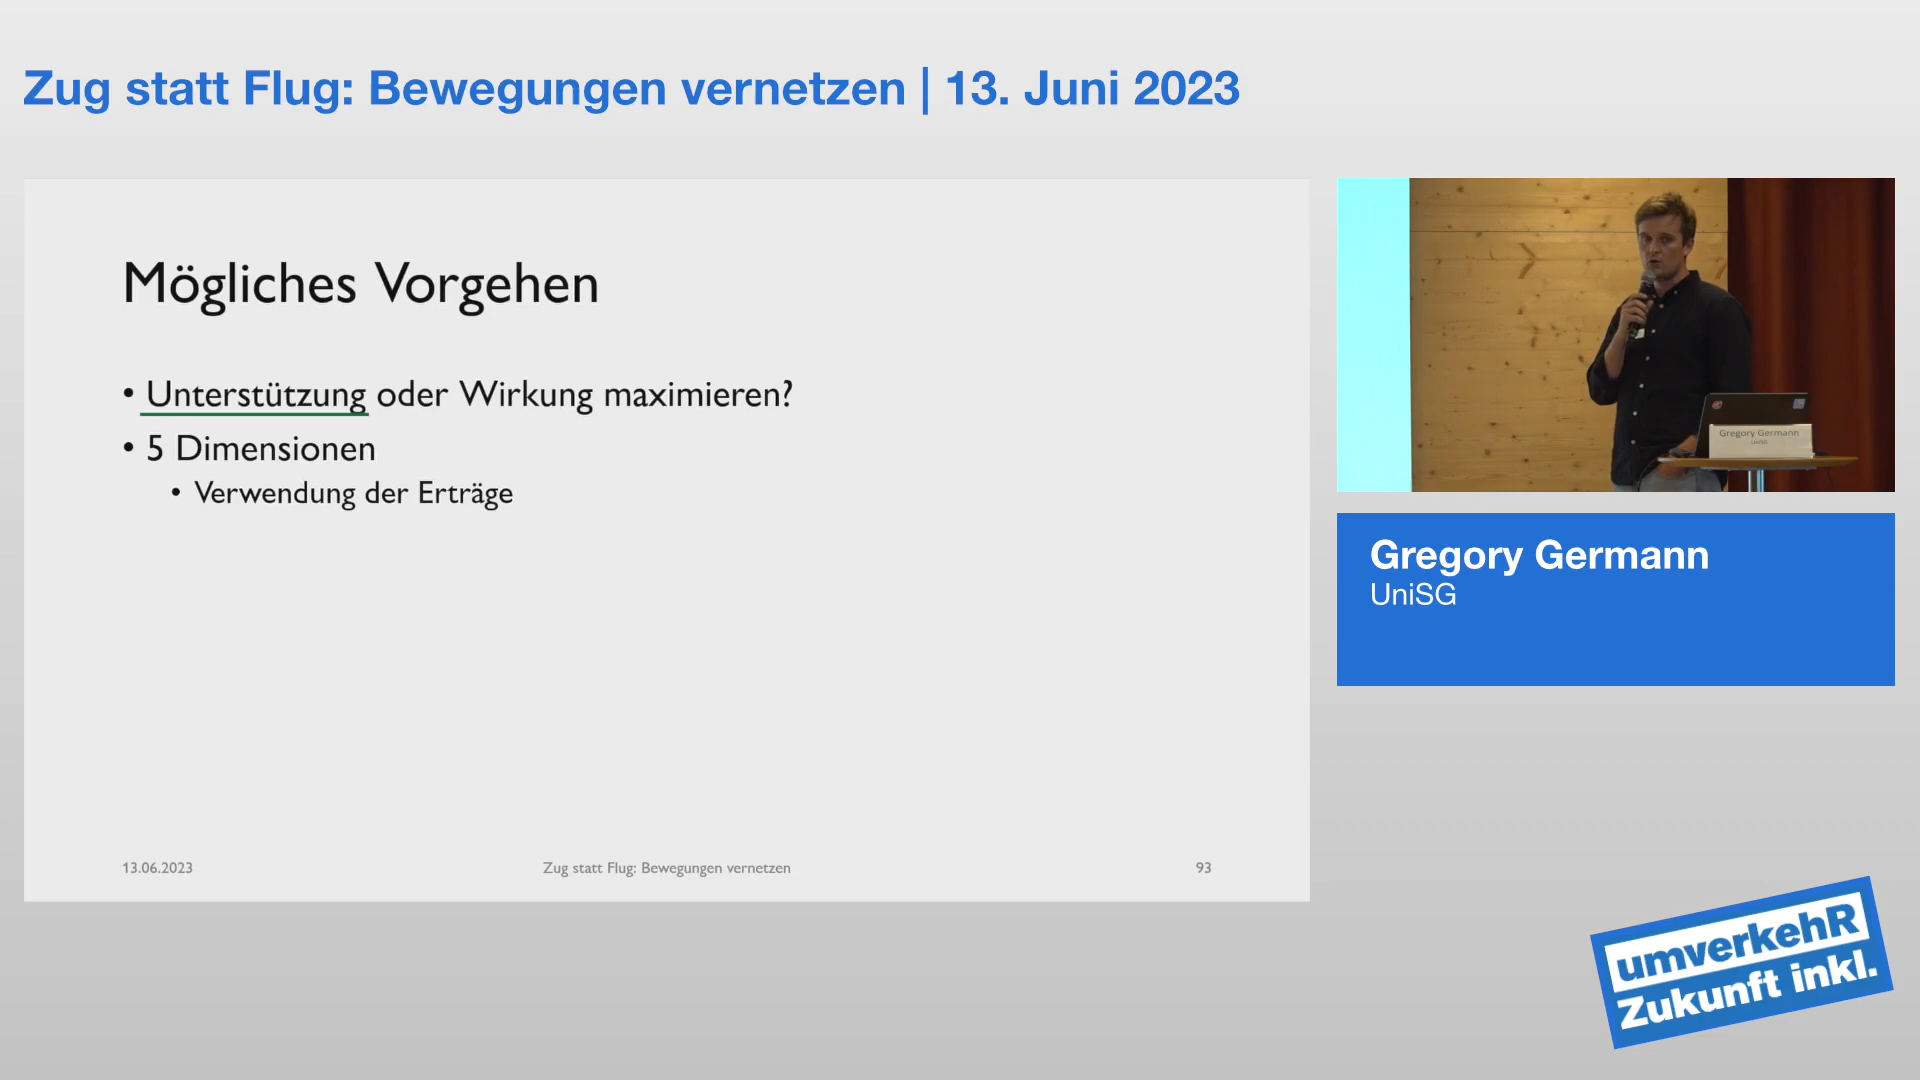 Zug statt Flug: Bewegungen vernetzen | 13. Juni 2023
Mögliches Vorgehen
• Unterstützung oder Wirkung maximieren?
• 5 Dimensionen
• Verwendung der Erträge
13.06.2023
Zug statt Flug: Bewegungen vernetzen
93
Gregory Germann
UniSG
Gregory Germann
UniSG
umverkehR
Zukunft inkl.